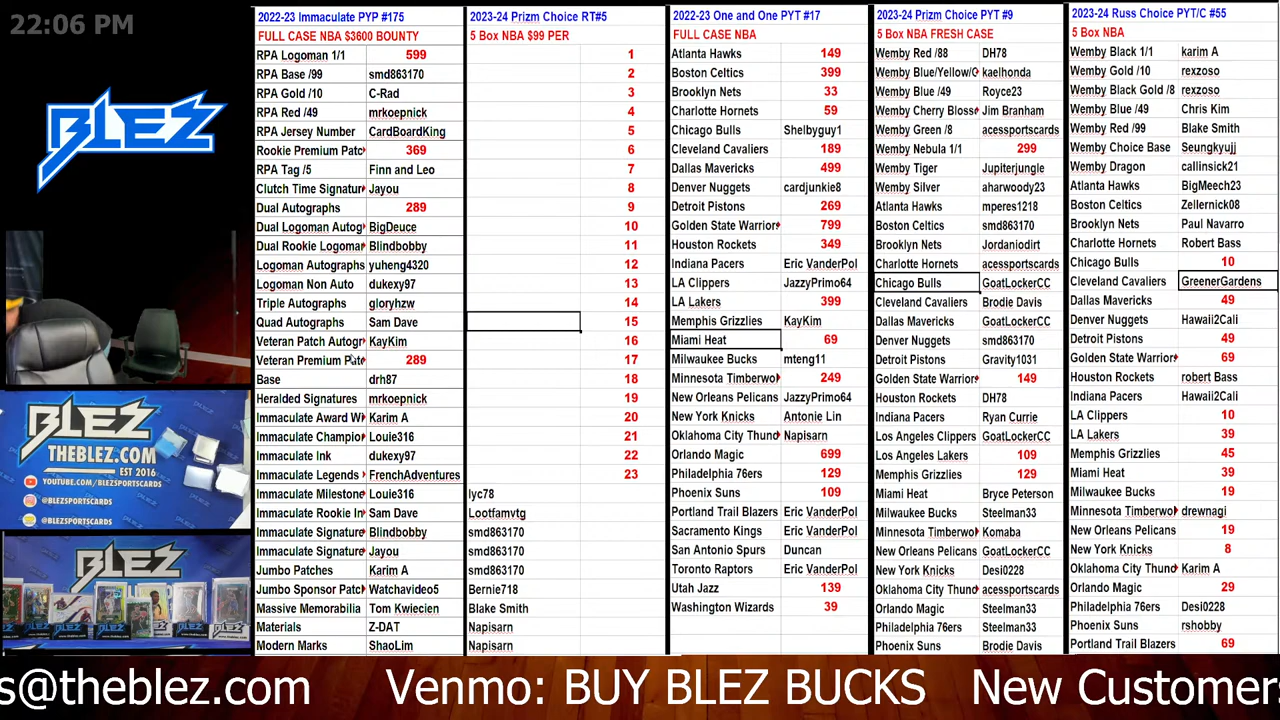 22:06 PM
BLEZ
BLEZ
THEBLEZ.COM
EST 2016
YOUTUBE.COM/BLEZSPORTSCARDS
@BLEZSPORTSCARDS
@BLEZSPORTSCARDS
BLEZ
2022-23 Immaculate PYP #175
FULL CASE NBA $3600 BOUNTY
RPA Logoman 1/1 599
RPA Base /99 smd863170
RPA Gold /10 C-Rad
RPA Red /49 mrkoepnick
RPA Jersey Number CardBoardKing
Rookie Premium Patc 369
RPA Tag /5 Finn and Leo
Clutch Time Signatur Jayou
Dual Autographs 289
Dual Logoman Autog BigDeuce
Dual Rookie Logoma Blindbobby
Logoman Autographs yuheng4320
Logoman Non Auto dukexy97
Triple Autographs gloryhzw
Quad Autographs Sam Dave
Veteran Patch Autogr KayKim
Veteran Premium Patc 289
Base drh87
Heralded Signatures mrkoepnick
Immaculate Award Wi Karim A
Immaculate Champio Louie316
Immaculate Ink dukexy97
Immaculate Legends FrenchAdventures
Immaculate Milestone Louie316
Immaculate Rookie In Sam Dave
Immaculate Signature Blindbobby
Immaculate Signature Jayou
Jumbo Patches Karim A
Jumbo Sponsor Patc Watchavideo5
Massive Memorabilia Tom Kwiecien
Materials Z-DAT
Modern Marks ShaoLim
2023-24 Prizm Choice RT#5
5 Box NBA $99 PER
1
2
3
4
5
6
7
8
9
10
11
12
13
14
15
16
17
18
19
20
21
22
23
lyc78
Lootfamvtg
smd863170
smd863170
smd863170
Bernie718
Blake Smith
Napisarn
Napisarn
2022-23 One and One PYT #17
FULL CASE NBA
Atlanta Hawks 149
Boston Celtics 399
Brooklyn Nets 33
Charlotte Hornets 59
Chicago Bulls Shelbyguy1
Cleveland Cavaliers 189
Dallas Mavericks 499
Denver Nuggets cardjunkie8
Detroit Pistons 269
Golden State Warriors 799
Houston Rockets 349
Indiana Pacers Eric VanderPol
LA Clippers JazzyPrimo64
LA Lakers 399
Memphis Grizzlies KayKim
Miami Heat 69
Milwaukee Bucks mteng11
Minnesota Timberwo 249
New Orleans Pelicans JazzyPrimo64
New York Knicks Antonie Lin
Oklahoma City Thund Napisarn
Orlando Magic 699
Philadelphia 76ers 129
Phoenix Suns 109
Portland Trail Blazers Eric VanderPol
Sacramento Kings Eric VanderPol
San Antonio Spurs Duncan
Toronto Raptors Eric VanderPol
Utah Jazz 139
Washington Wizards 39
2023-24 Prizm Choice PYT #9
5 Box NBA FRESH CASE
Wemby Red /88 DH78
Wemby Blue/Yellow/G kaelhonda
Wemby Blue /49 Royce23
Wemby Cherry Blosso Jim Branham
Wemby Green /8 acessportscards
Wemby Nebula 1/1 299
Wemby Tiger Jupiterjungle
Wemby Silver aharwoody23
Atlanta Hawks mperes1218
Boston Celtics smd863170
Brooklyn Nets Jordaniodirt
Charlotte Hornets acessportscards
Chicago Bulls GoatLockerCC
Cleveland Cavaliers Brodie Davis
Dallas Mavericks GoatLockerCC
Denver Nuggets smd863170
Detroit Pistons Gravity1031
Golden State Warrior 149
Houston Rockets DH78
Indiana Pacers Ryan Currie
Los Angeles Clippers GoatLockerCC
Los Angeles Lakers 109
Memphis Grizzlies 129
Miami Heat Bryce Peterson
Milwaukee Bucks Steelman33
Minnesota Timberwo Komaba
New Orleans Pelicans GoatLockerCC
New York Knicks Desi0228
Oklahoma City Thund acessportscards
Orlando Magic Steelman33
Philadelphia 76ers Steelman33
Phoenix Suns Brodie Davis
2023-24 Russ Choice PYT/C #55
5 Box NBA
Wemby Black 1/1 karim A
Wemby Gold /10 rexzoso
Wemby Black Gold /8 rexzoso
Wemby Blue /49 Chris Kim
Wemby Red /99 Blake Smith
Wemby Choice Base Seungkyujj
Wemby Dragon callinsick21
Atlanta Hawks BigMeech23
Boston Celtics Zellernick08
Brooklyn Nets Paul Navarro
Charlotte Hornets Robert Bass
Chicago Bulls 10
Cleveland Cavaliers GreenerGardens
Dallas Mavericks 49
Denver Nuggets Hawaii2Cali
Detroit Pistons 49
Golden State Warrior 69
Houston Rockets robert Bass
Indiana Pacers Hawaii2Cali
LA Clippers 10
LA Lakers 39
Memphis Grizzlies 45
Miami Heat 39
Milwaukee Bucks 19
Minnesota Timberwo drewnagi
New Orleans Pelicans 19
New York Knicks 8
Oklahoma City Thund Karim A
Orlando Magic 29
Philadelphia 76ers Desi0228
Phoenix Suns rshobby
Portland Trail Blazers 69
s@theblez.com Venmo: BUY BLEZ BUCKS New Customer